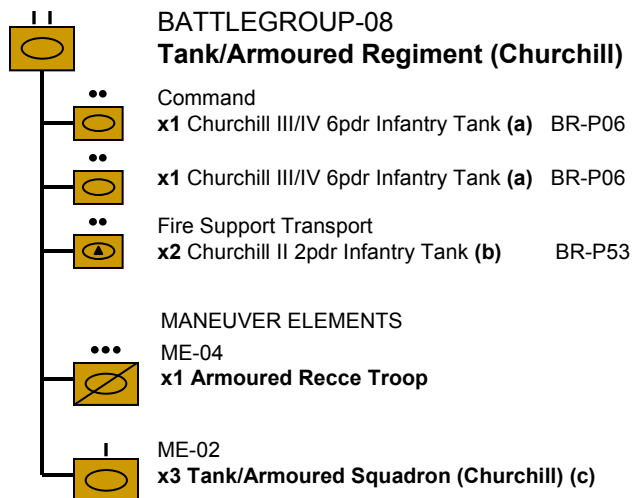 BATTLEGROUP-08
Tank/Armoured Regiment (Churchill)
Command
x1 Churchill III/IV 6pdr Infantry Tank (a) BR-P06
x1 Churchill III/IV 6pdr Infantry Tank (a) BR-P06
Fire Support Transport
x2 Churchill II 2pdr Infantry Tank (b) BR-P53
MANEUVER ELEMENTS
ME-04
x1 Armoured Recce Troop
ME-02
x3 Tank/Armoured Squadron (Churchill) (c)